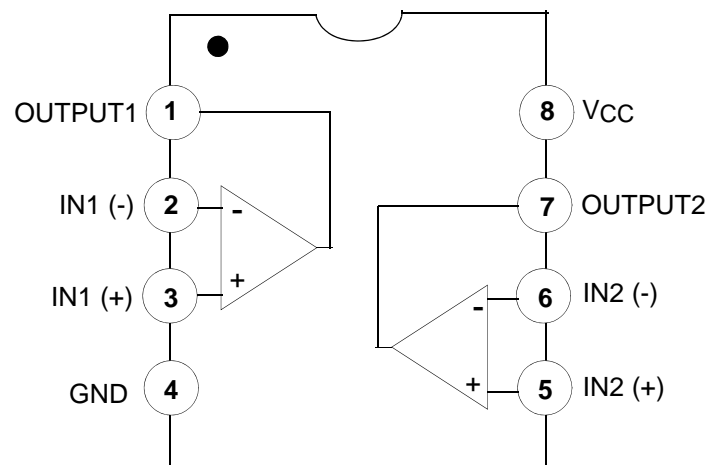 OUTPUT1 1
8 VCC
IN1 (-) 2 -
7 OUTPUT2
IN1 (+) 3 +
- 6 IN2 (-)
GND 4
+ 5 IN2 (+)